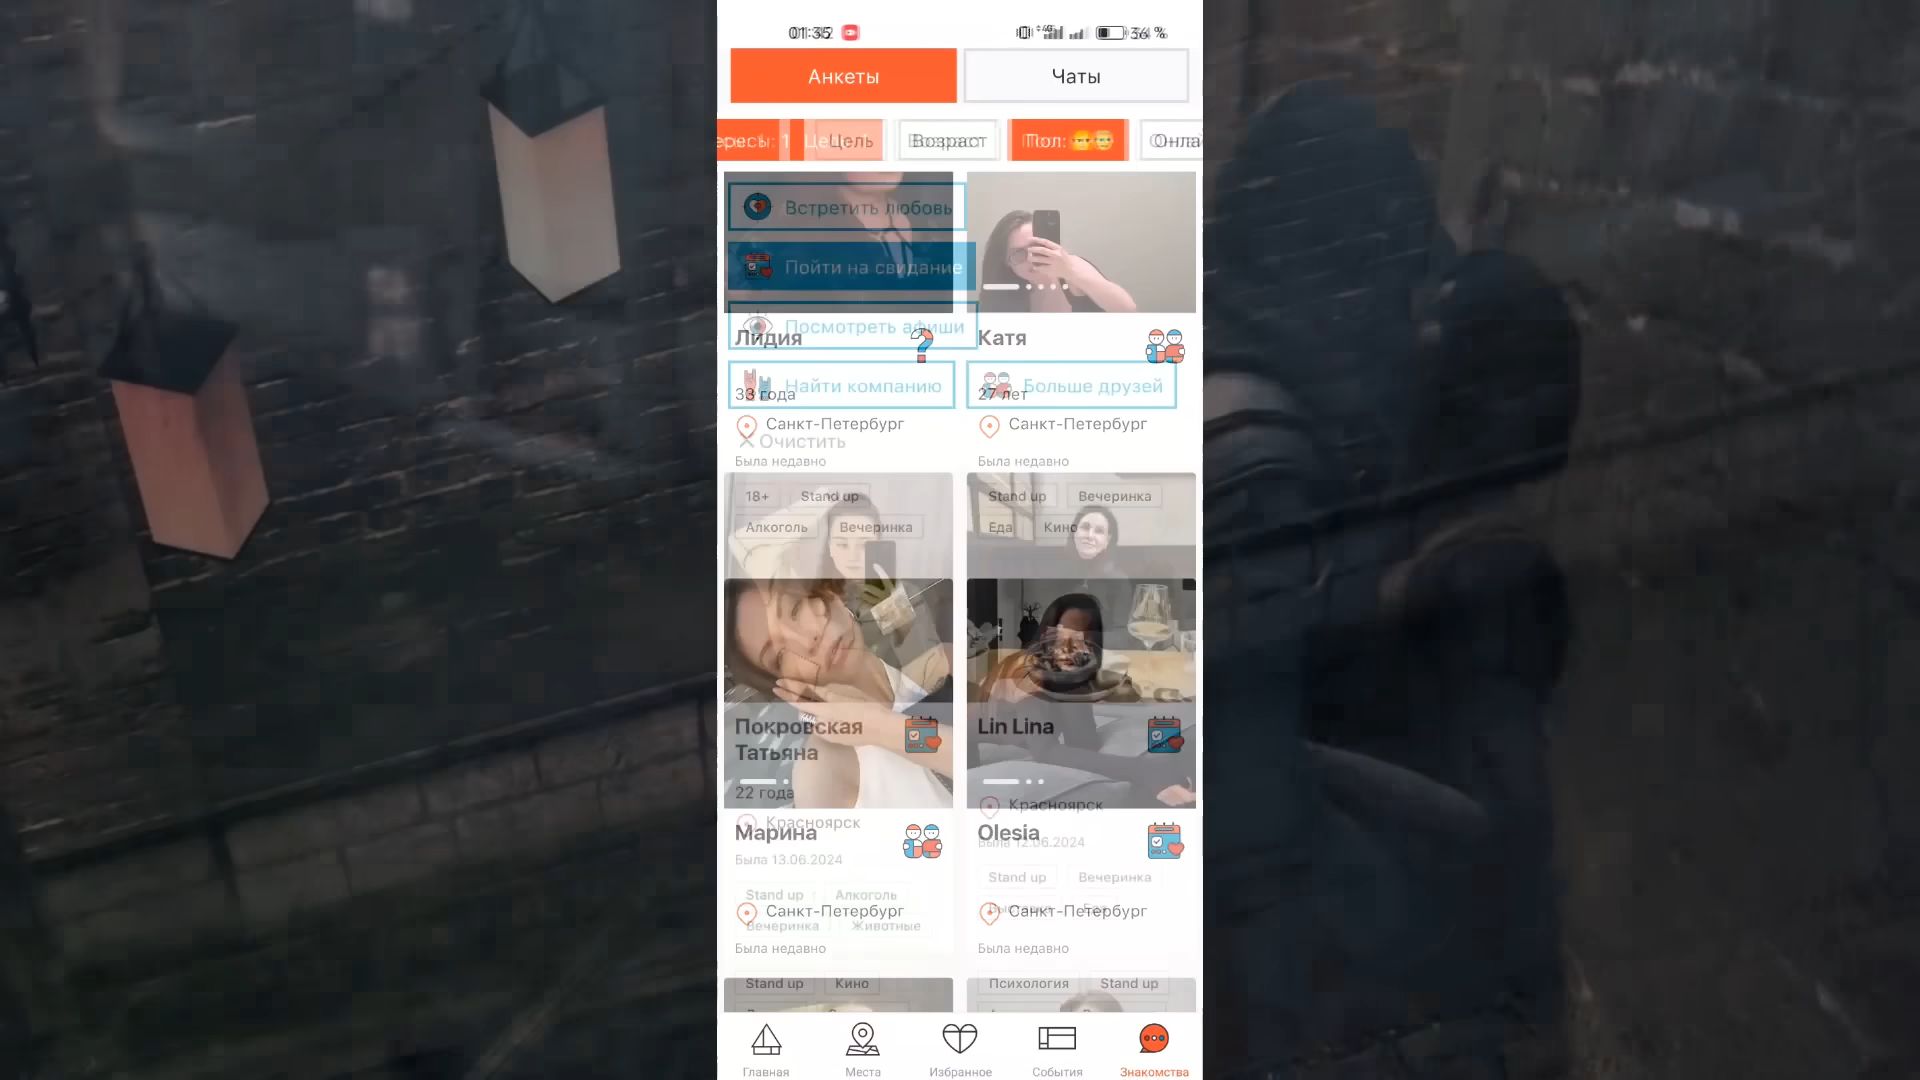 Анкеты
Чаты
Цель
Возраст
Пол:
Встретить любовь
Пойти на свидание
Посмотреть афиши
Лидия
Катя
Найти компанию
Больше друзей
33 года
27 лет
Санкт-Петербург
Санкт-Петербург
Очистить
Была недавно
Была недавно
18+
Stand up
Stand up
Вечеринка
Алкоголь
Вечеринка
Еда
Кино
Покровская
Татьяна
Lin Lina
22 года
Красноярск
Красноярск
Марина
Olesia
Была 13.06.2024
Была 12.06.2024
Stand up
Вечеринка
Stand up
Алкоголь
Санкт-Петербург
Санкт-Петербург
Вечеринка
Животные
Была недавно
Была недавно
Stand up
Кино
Психология
Stand up
Главная
Места
Избранное
События
Знакомства